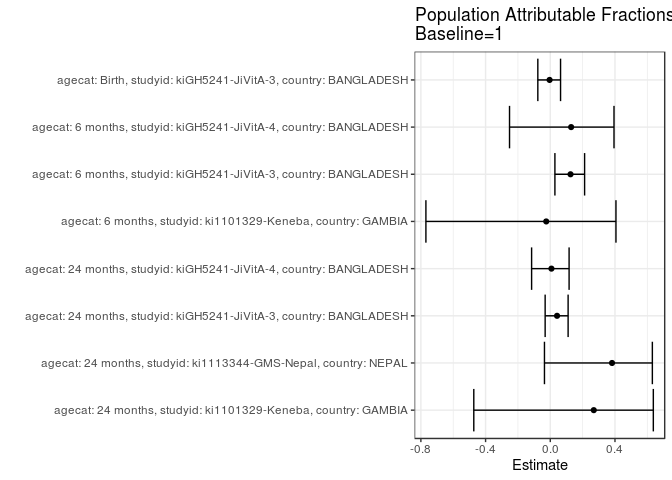 Population Attributable Fractions
Baseline=1
agecat: Birth, studyid: kiGH5241-JiVitA-3, country: BANGLADESH
agecat: 6 months, studyid: kiGH5241-JiVitA-4, country: BANGLADESH
agecat: 6 months, studyid: kiGH5241-JiVitA-3, country: BANGLADESH
agecat: 6 months, studyid: ki1101329-Keneba, country: GAMBIA
agecat: 24 months, studyid: kiGH5241-JiVitA-4, country: BANGLADESH
agecat: 24 months, studyid: kiGH5241-JiVitA-3, country: BANGLADESH
agecat: 24 months, studyid: ki1113344-GMS-Nepal, country: NEPAL
agecat: 24 months, studyid: ki1101329-Keneba, country: GAMBIA
-0.8 -0.4 0.0 0.4
Estimate